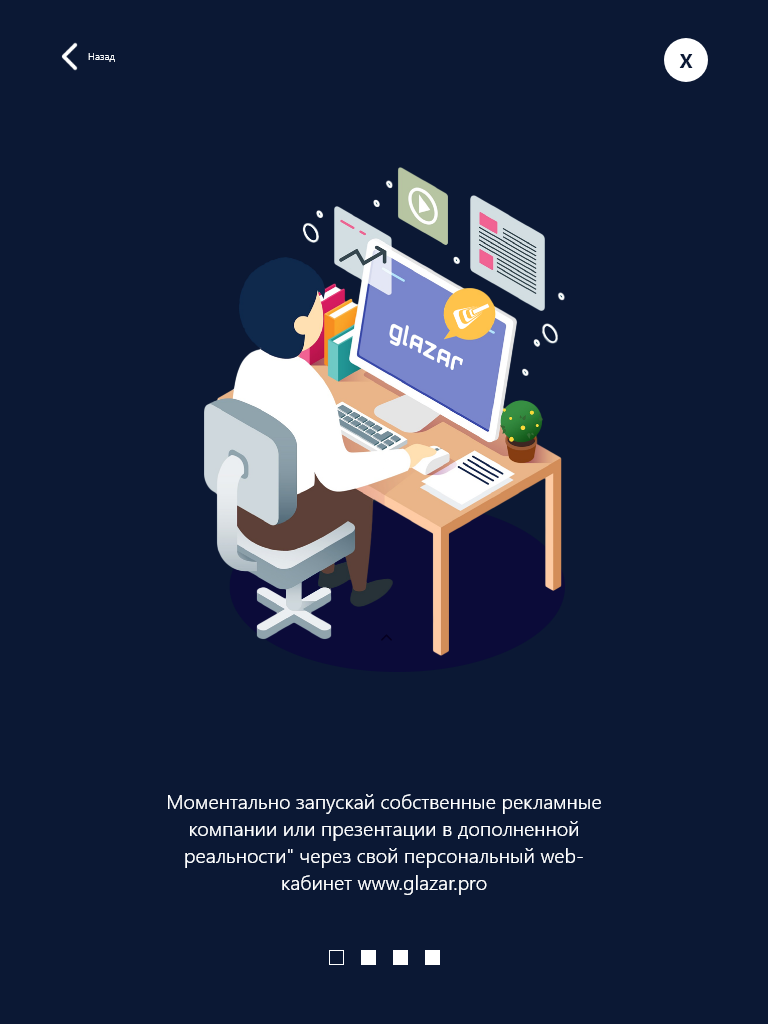 Назад
X
glazar
Моментально запускай собственные рекламные
компании или презентации в дополненной
реальности" через свой персональный web-
кабинет www.glazar.pro